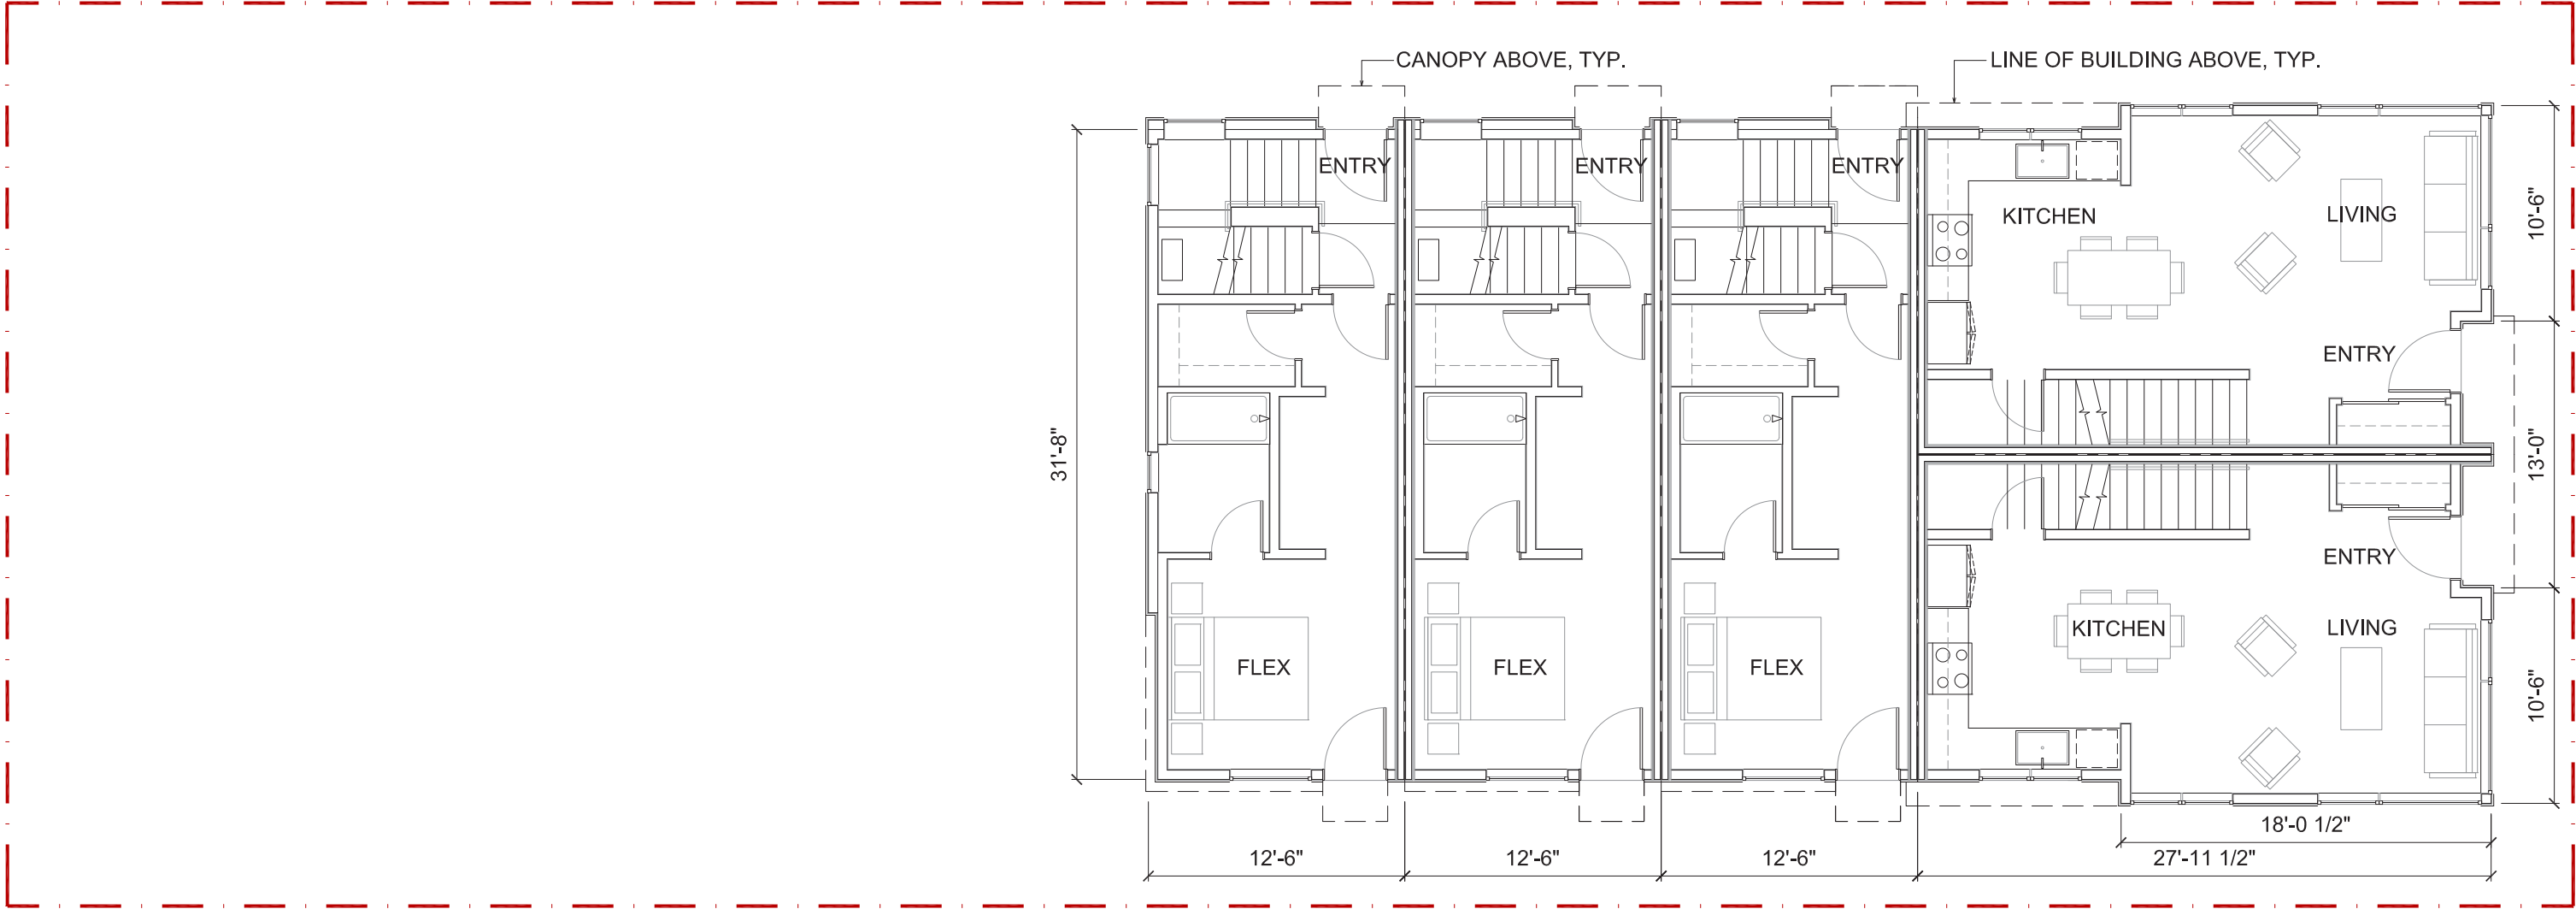 CANOPY ABOVE, TYP.
LINE OF BUILDING ABOVE, TYP.
ENTRY
ENTRY
ENTRY
KITCHEN
LIVING
10'-6"
ENTRY
31'-8"
13'-0"
ENTRY
KITCHEN
LIVING
FLEX
FLEX
FLEX
10'-6"
18'-0 1/2"
12'-6"
12'-6"
12'-6"
27'-11 1/2"